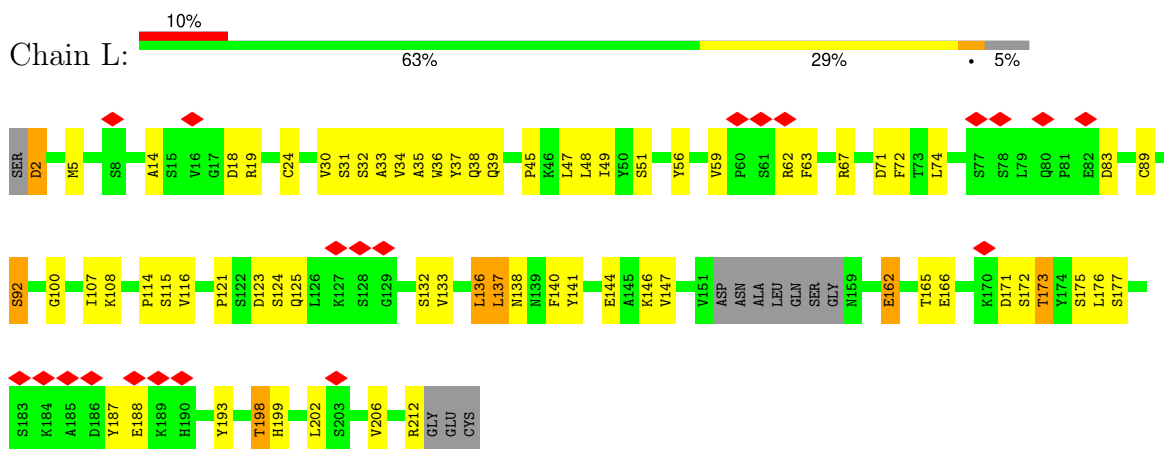 10%
Chain L:
63% 29% • 5%
SER D2 M5 S8 A14 S15 V16 G17 D18 R19 C24 V30 S31 S32 A33 V34 A35 W36 Y37 Q38 Q39 P45 K46 L47 L48 I49 Y50 S51 Y56 V59 P60 S61 R62 F63 R67 D71 F72 T73 L74 S77 S78 L79 Q80 P81 E82 D83 C89
S92 G100 I107 K108 P114 S115 V116 P121 S122 D123 S124 Q125 L126 K127 S128 G129 S132 V133 L136 L137 N138 N139 F140 Y141 E144 A145 K146 V147 V151 ASP ASN ALA LEU GLN SER GLY N159 E162 T165 E166 K170 D171 S172 T173 Y174 S175 L176 S177
S183 K184 A185 D186 Y187 E188 K189 H190 Y193 T198 H199 L202 S203 V206 R212 GLY GLU CYS